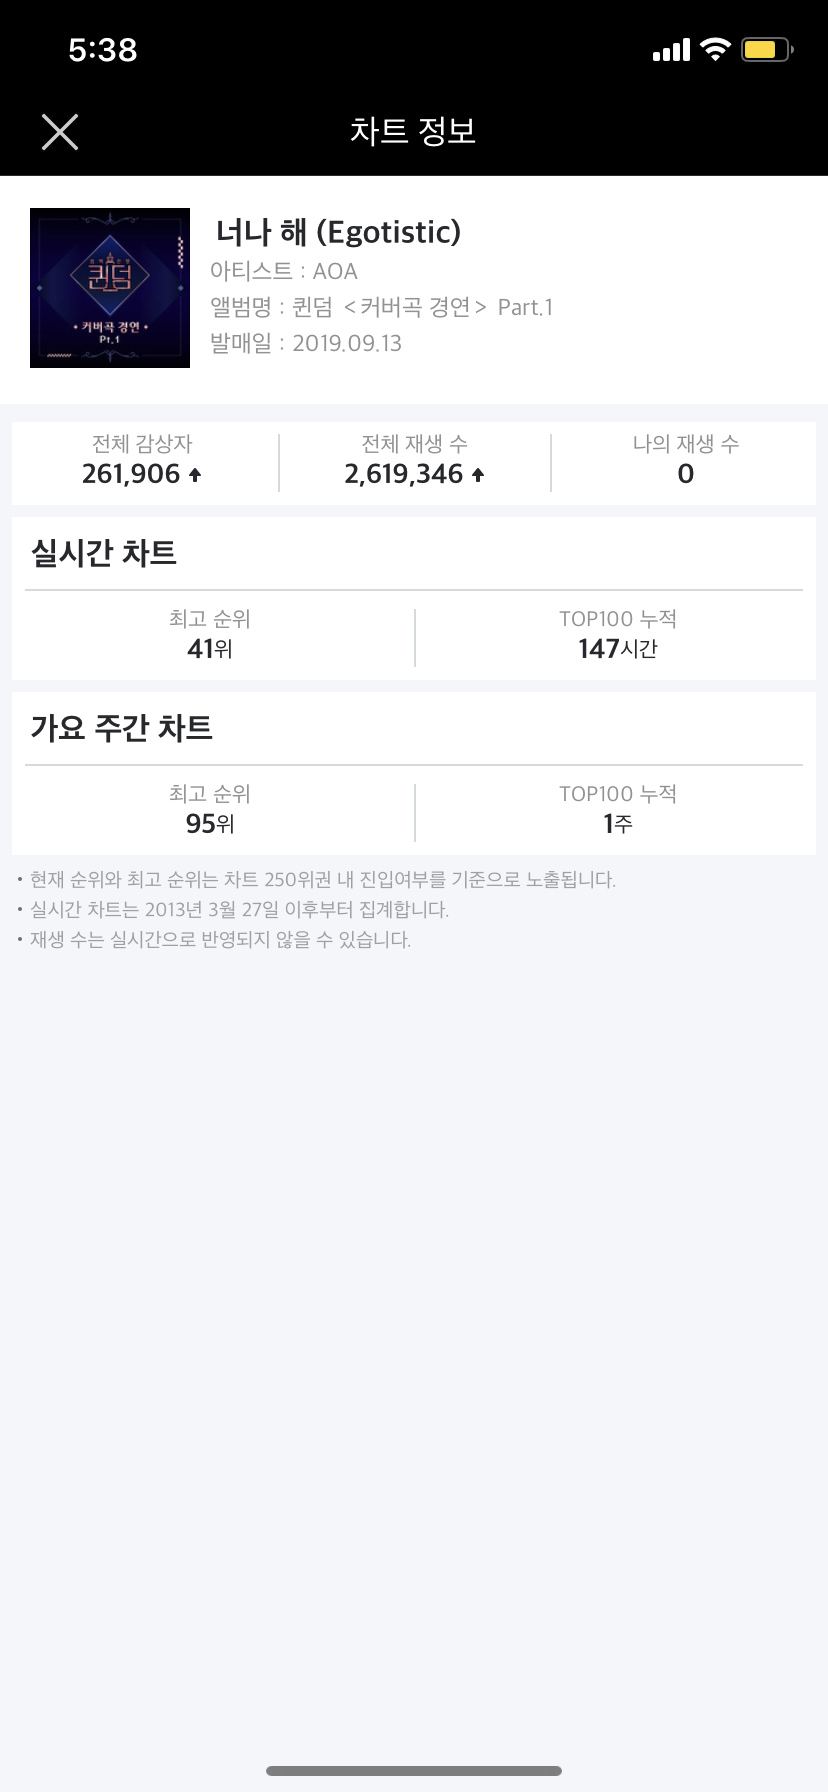 5:38
차트 정보
퀸덤
• 커버곡 경연 •
Pt.1
너나 해 (Egotistic)
아티스트 : AOA
앨범명 : 퀸덤 <커버곡 경연> Part.1
발매일 : 2019.09.13
전체 감상자 전체 재생 수 나의 재생 수
261,906 2,619,346 0
실시간 차트
최고 순위 TOP100 누적
41위 147시간
가요 주간 차트
최고 순위 TOP100 누적
95위 1주
• 현재 순위와 최고 순위는 차트 250위권 내 진입여부를 기준으로 노출됩니다.
• 실시간 차트는 2013년 3월 27일 이후부터 집계합니다.
• 재생 수는 실시간으로 반영되지 않을 수 있습니다.